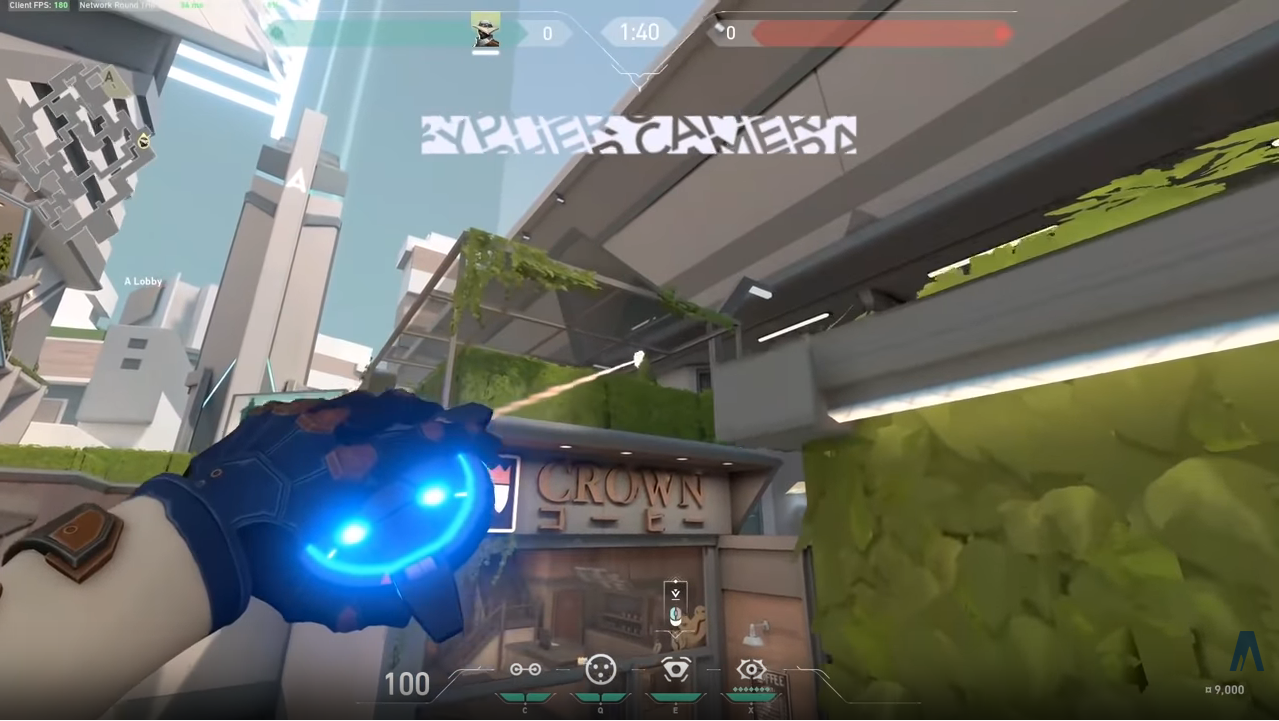 Client FPS: 180
0
1:40
0
A
CYPHER CAMERA
A
A Lobby
CROWN
コーヒー
100
C
Q
E
X
¤ 9,000